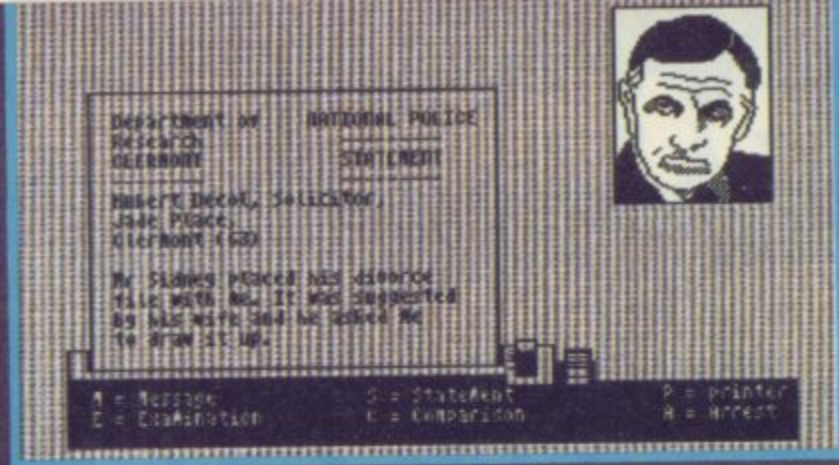 Department of NATIONAL POLICE
Research
CLERMONT STATEMENT
Hubert Decol, Solicitor,
Jade Place,
Clermont (63)
Mr Sidney placed his divorce
file with me. It was suggested
by his wife and he asked me
to draw it up.
M = Message S = Statement P = printer
E = Examination C = Comparison A = Arrest